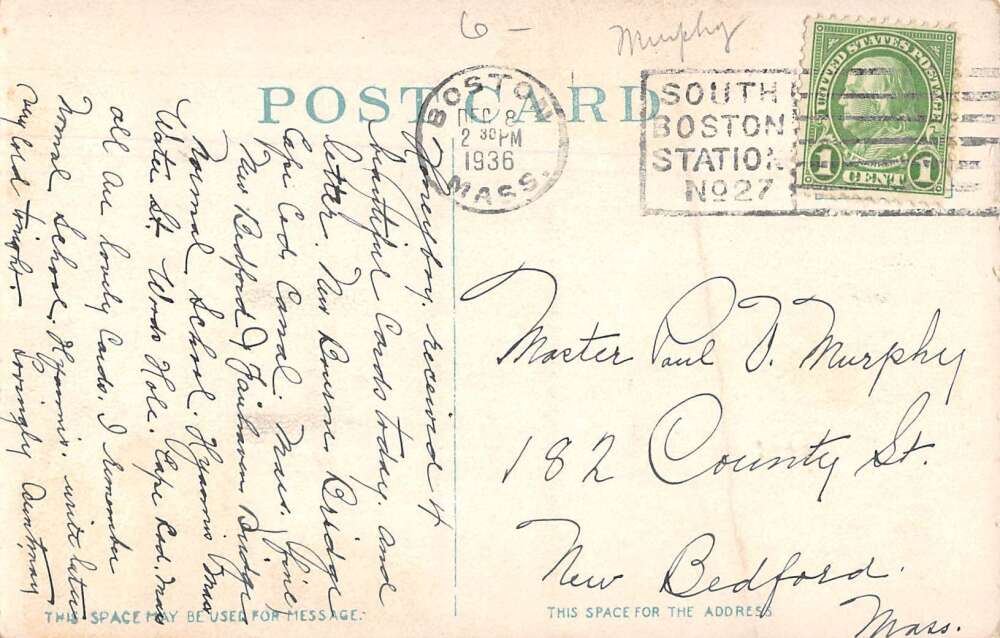 6 -
Murphy
POST CARD
BOSTON
DEC 8
2 30 PM
1936
MASS.
SOUTH
BOSTON
STATION
No 27
UNITED STATES POSTAGE
1 CENT 1
Honeyboy, received 4
beautiful Cards today, and
letter. New Bourne Bridge
Cape Cod, Canal. Mass. (fine)
New Bedford & Fairhaven Bridge
Normal School. Hyannis Mass
Water St. Woods Hole. Cape Cod. Mass
all are lovely Cards. I remember
Normal School. Hyannis. write later
very cold tonight. Lovingly Auntmay
Master Paul V. Murphy
182 County St.
New Bedford.
Mass.
THIS SPACE MAY BE USED FOR MESSAGE.
THIS SPACE FOR THE ADDRESS